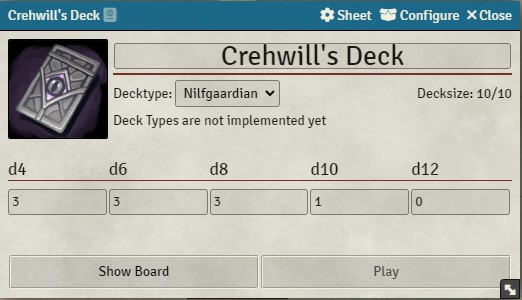 Crehwill's Deck Sheet Configure Close
Crehwill's Deck
Decktype: Nilfgaardian Decksize: 10/10
Deck Types are not implemented yet
d4 d6 d8 d10 d12
3 3 3 1 0
Show Board Play